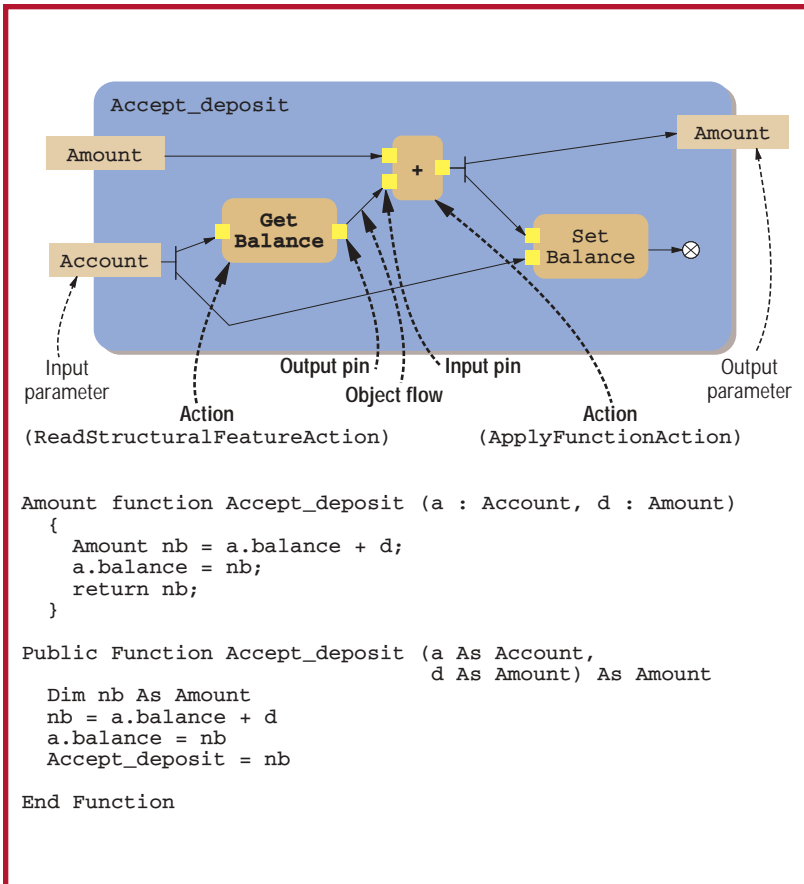 Accept_deposit
Amount
Amount
+
Get
Balance
Set
Balance
Account
Input
parameter
Output pin
Input pin
Object flow
Output
parameter
Action
(ReadStructuralFeatureAction)
Action
(ApplyFunctionAction)
Amount function Accept_deposit (a : Account, d : Amount)
{
Amount nb = a.balance + d;
a.balance = nb;
return nb;
}
Public Function Accept_deposit (a As Account,
d As Amount) As Amount
Dim nb As Amount
nb = a.balance + d
a.balance = nb
Accept_deposit = nb
End Function